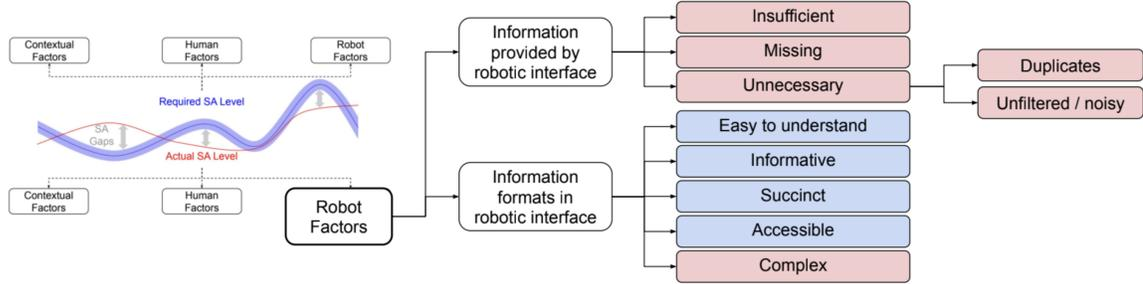 Contextual
Factors
Human
Factors
Robot
Factors
Required SA Level
SA
Gaps
Actual SA Level
Contextual
Factors
Human
Factors
Robot
Factors
Information
provided by
robotic interface
Insufficient
Missing
Unnecessary
Duplicates
Unfiltered / noisy
Information
formats in
robotic interface
Easy to understand
Informative
Succinct
Accessible
Complex